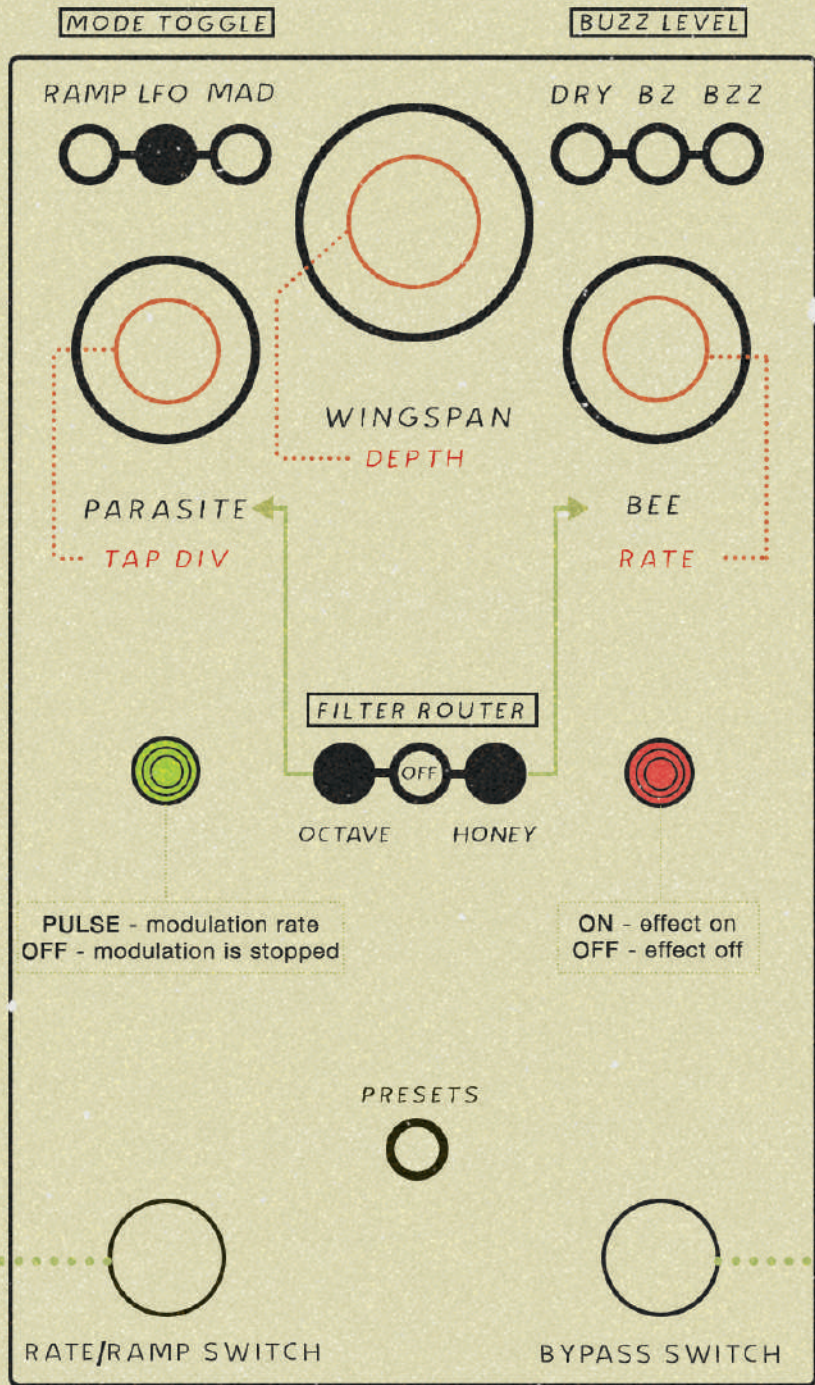 MODE TOGGLE
BUZZ LEVEL
RAMP LFO MAD
DRY BZ BZZ
WINGSPAN
DEPTH
PARASITE
TAP DIV
BEE
RATE
FILTER ROUTER
OFF
OCTAVE HONEY
PULSE - modulation rate
OFF - modulation is stopped
ON - effect on
OFF - effect off
PRESETS
RATE/RAMP SWITCH
BYPASS SWITCH